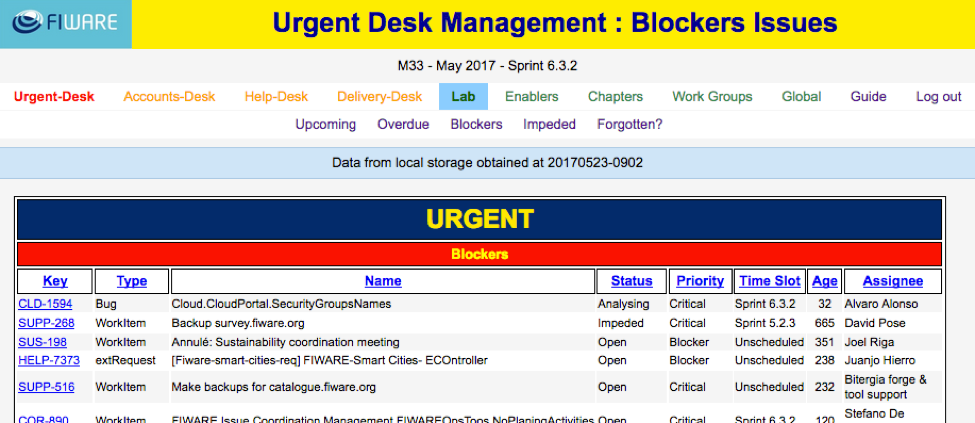 FIWARE
Urgent Desk Management : Blockers Issues
M33 - May 2017 - Sprint 6.3.2
Urgent-Desk Accounts-Desk Help-Desk Delivery-Desk Lab Enablers Chapters Work Groups Global Guide Log out
Upcoming Overdue Blockers Impeded Forgotten?
Data from local storage obtained at 20170523-0902
URGENT
Blockers
Key Type Name Status Priority Time Slot Age Assignee
CLD-1594 Bug Cloud.CloudPortal.SecurityGroupsNames Analysing Critical Sprint 6.3.2 32 Alvaro Alonso
SUPP-268 WorkItem Backup survey.fiware.org Impeded Critical Sprint 5.2.3 665 David Pose
SUS-198 WorkItem Annulé: Sustainability coordination meeting Open Blocker Unscheduled 351 Joel Riga
HELP-7373 extRequest [Fiware-smart-cities-req] FIWARE-Smart Cities- ECOntroller Open Blocker Unscheduled 238 Juanjo Hierro
SUPP-516 WorkItem Make backups for catalogue.fiware.org Open Critical Unscheduled 232 Bitergia forge &
tool support
COR-890 WorkItem FIWARE.Issue.Coordination.Management.FIWAREOpsTops.NoPlaningActivities Open Critical Sprint 6.3.2 120 Stefano De